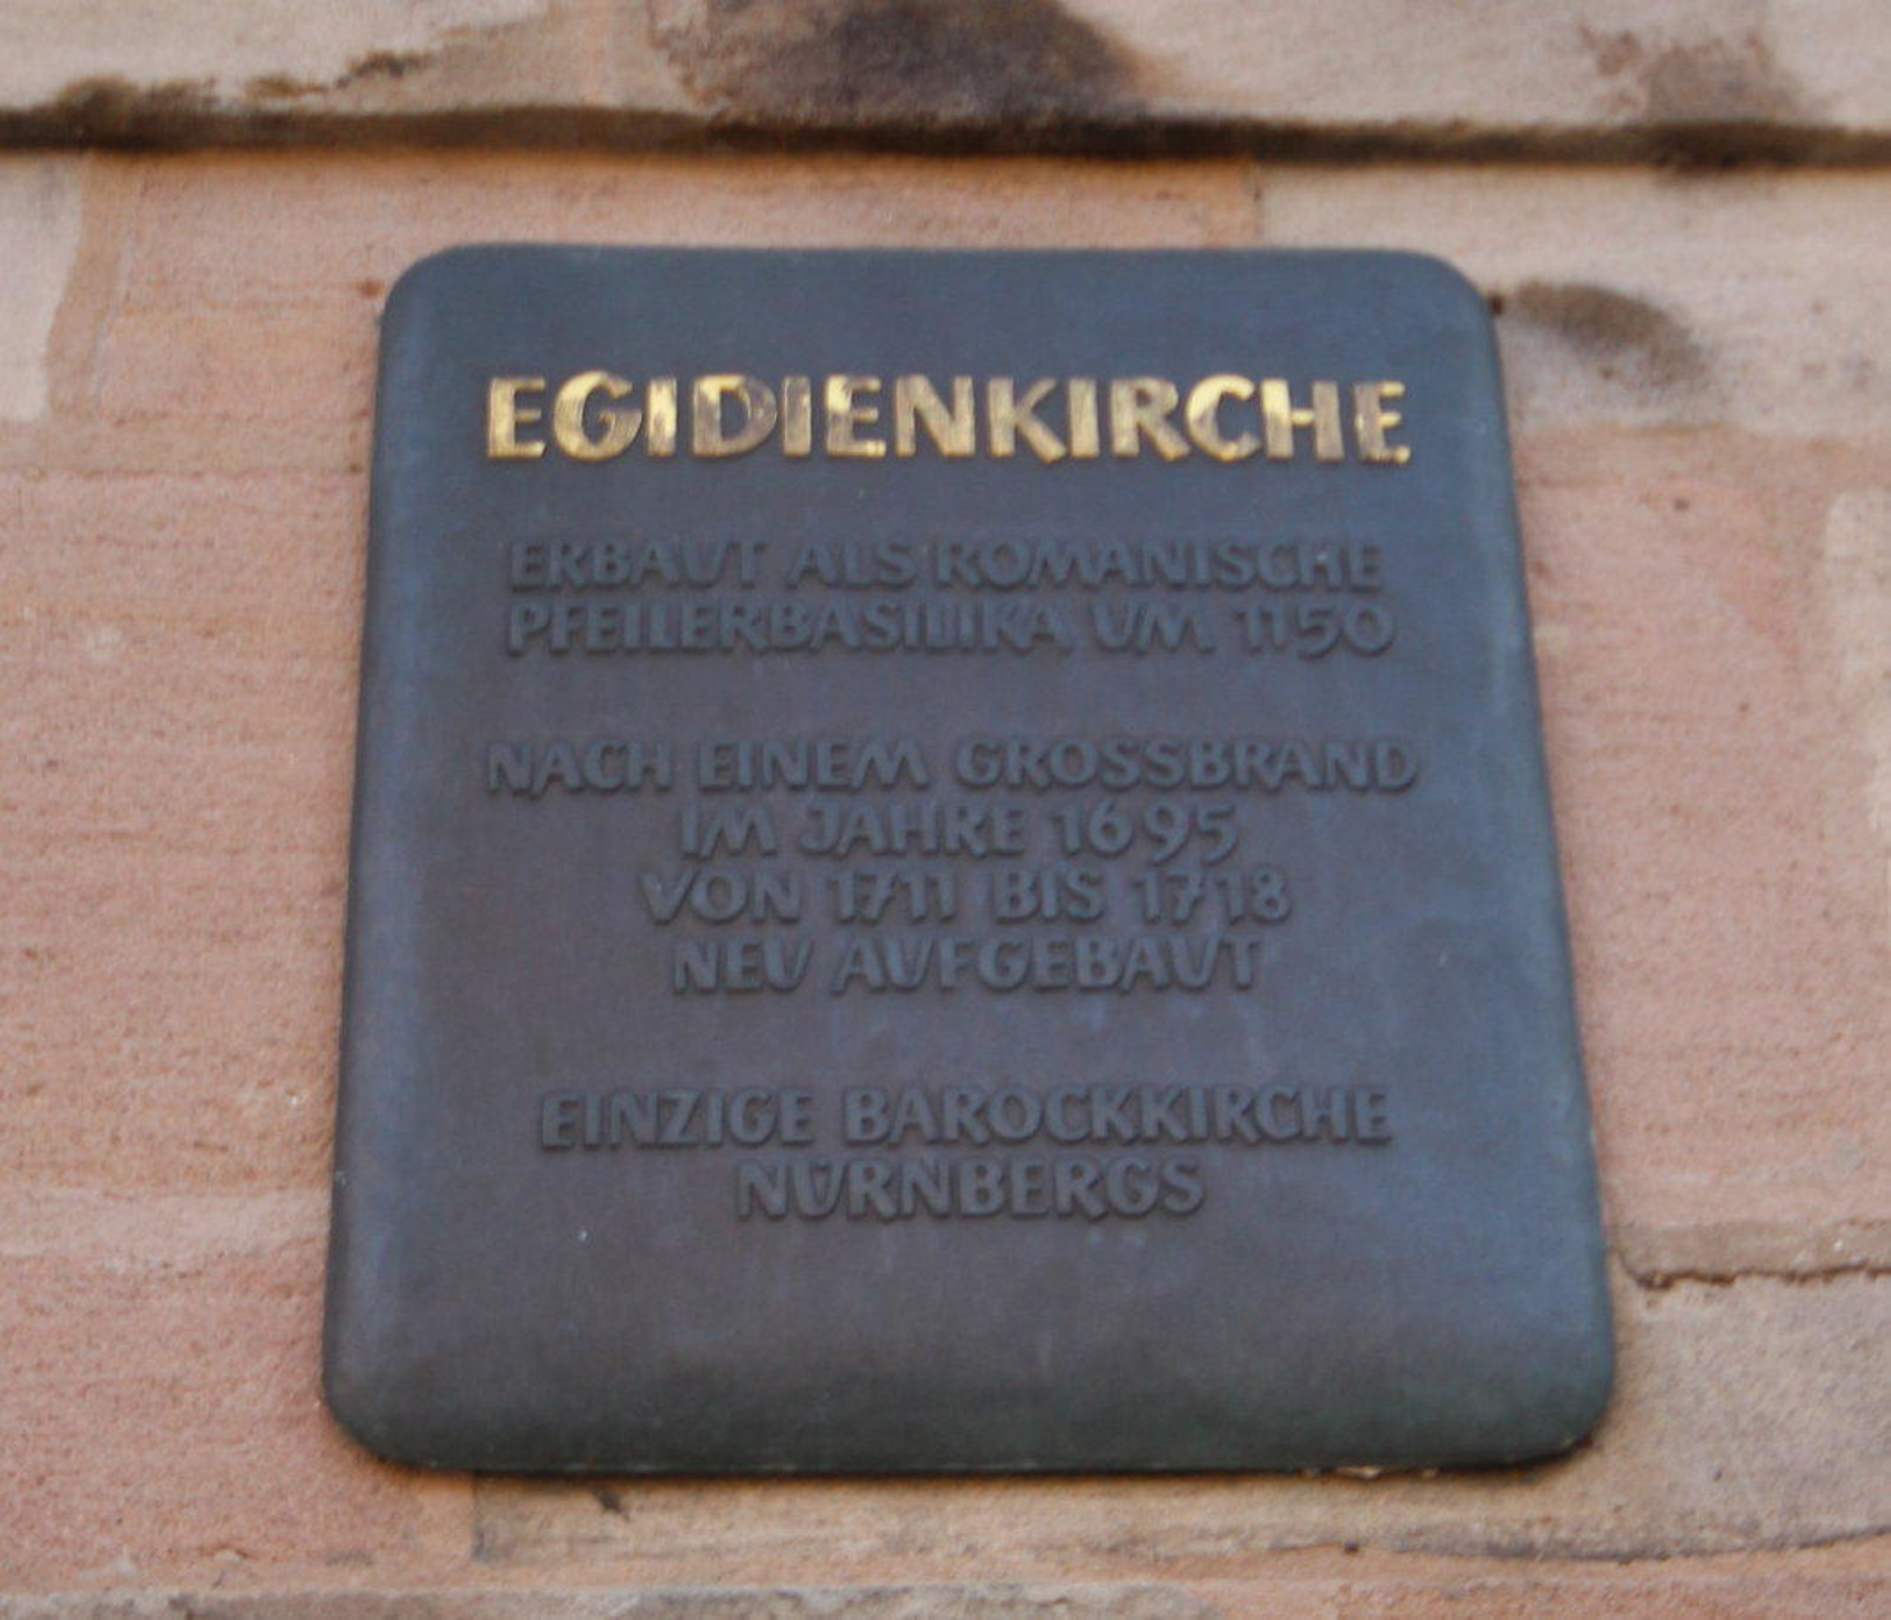 EGIDIENKIRCHE
ERBAUT ALS ROMANISCHE
PFEILERBASILIKA UM 1150
NACH EINEM GROSSBRAND
IM JAHRE 1695
VON 1711 BIS 1718
NEU AUFGEBAUT
EINZIGE BAROCKKIRCHE
NÜRNBERGS